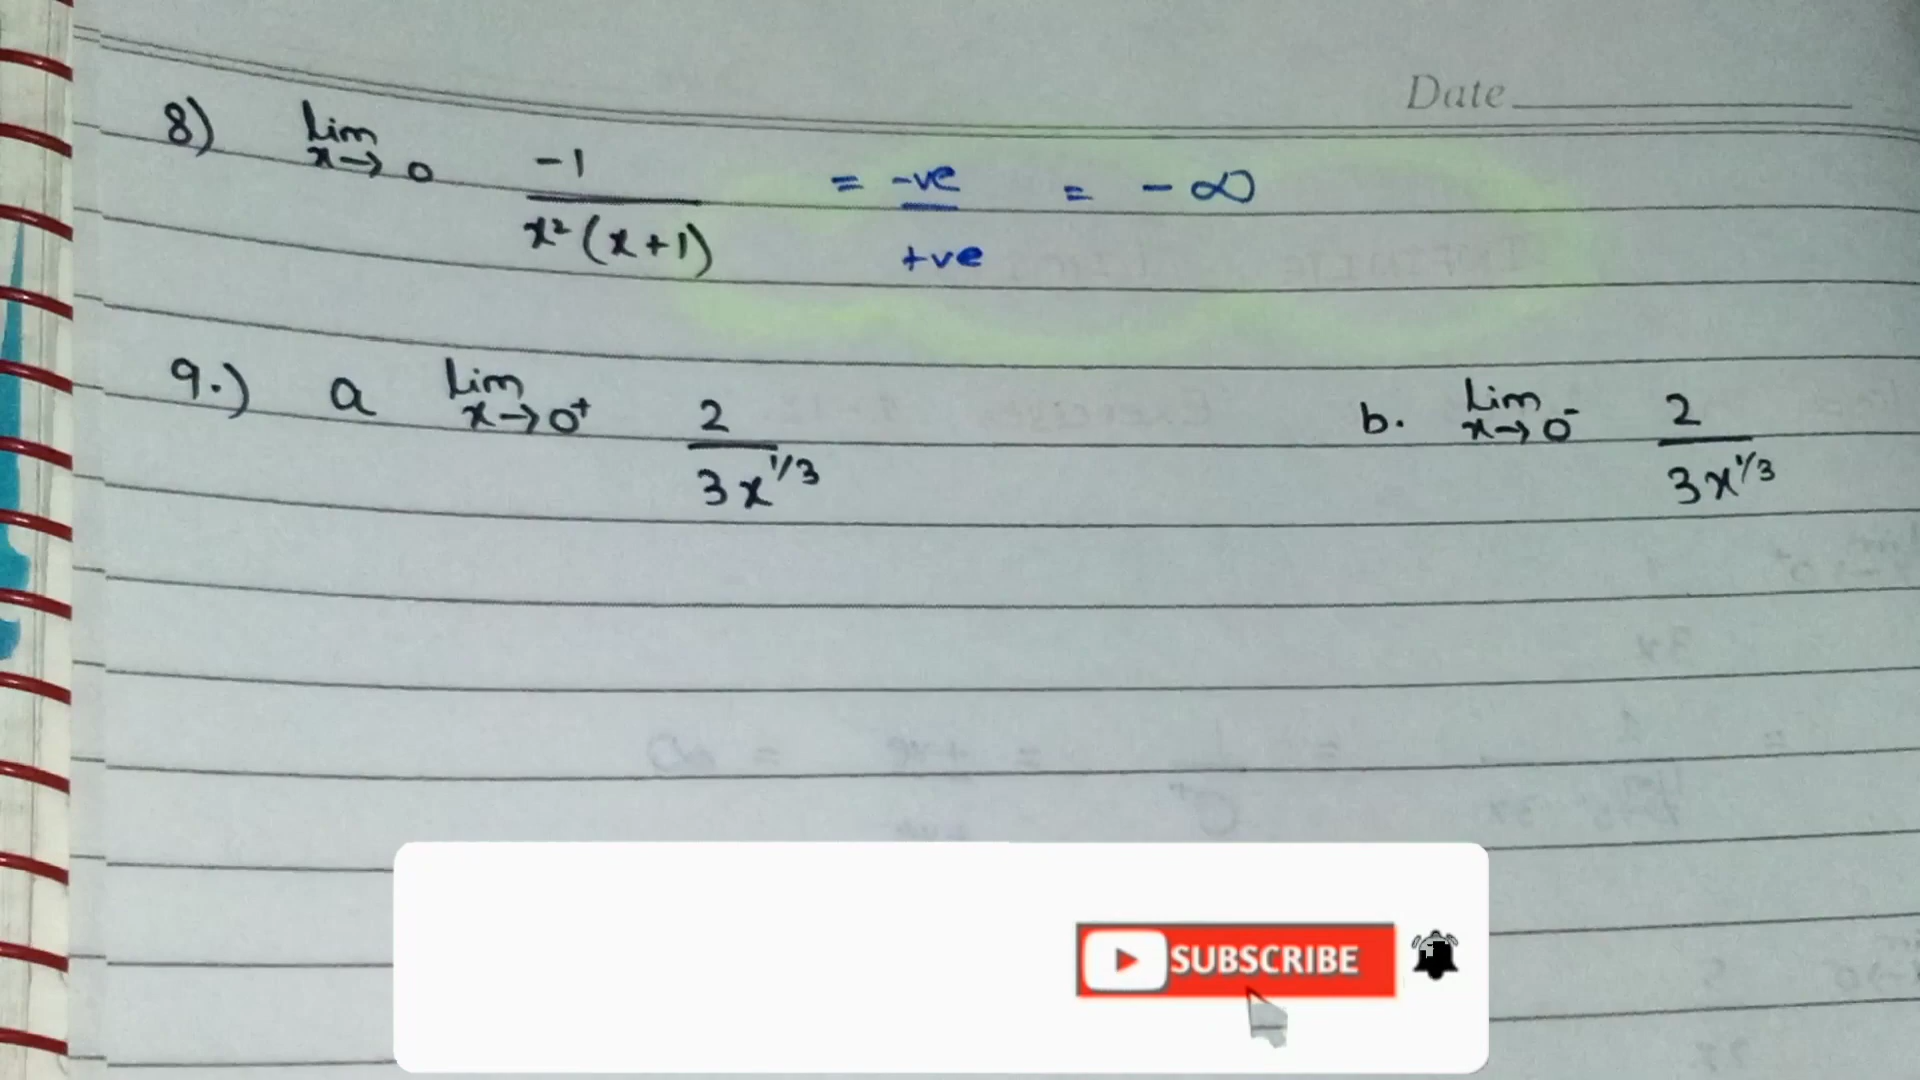 Date
8) lim x→0 -1 / x²(x+1) = -ve / +ve = -∞
9.) a lim x→0⁺ 2 / 3x^1/3 b. lim x→0⁻ 2 / 3x^1/3
SUBSCRIBE